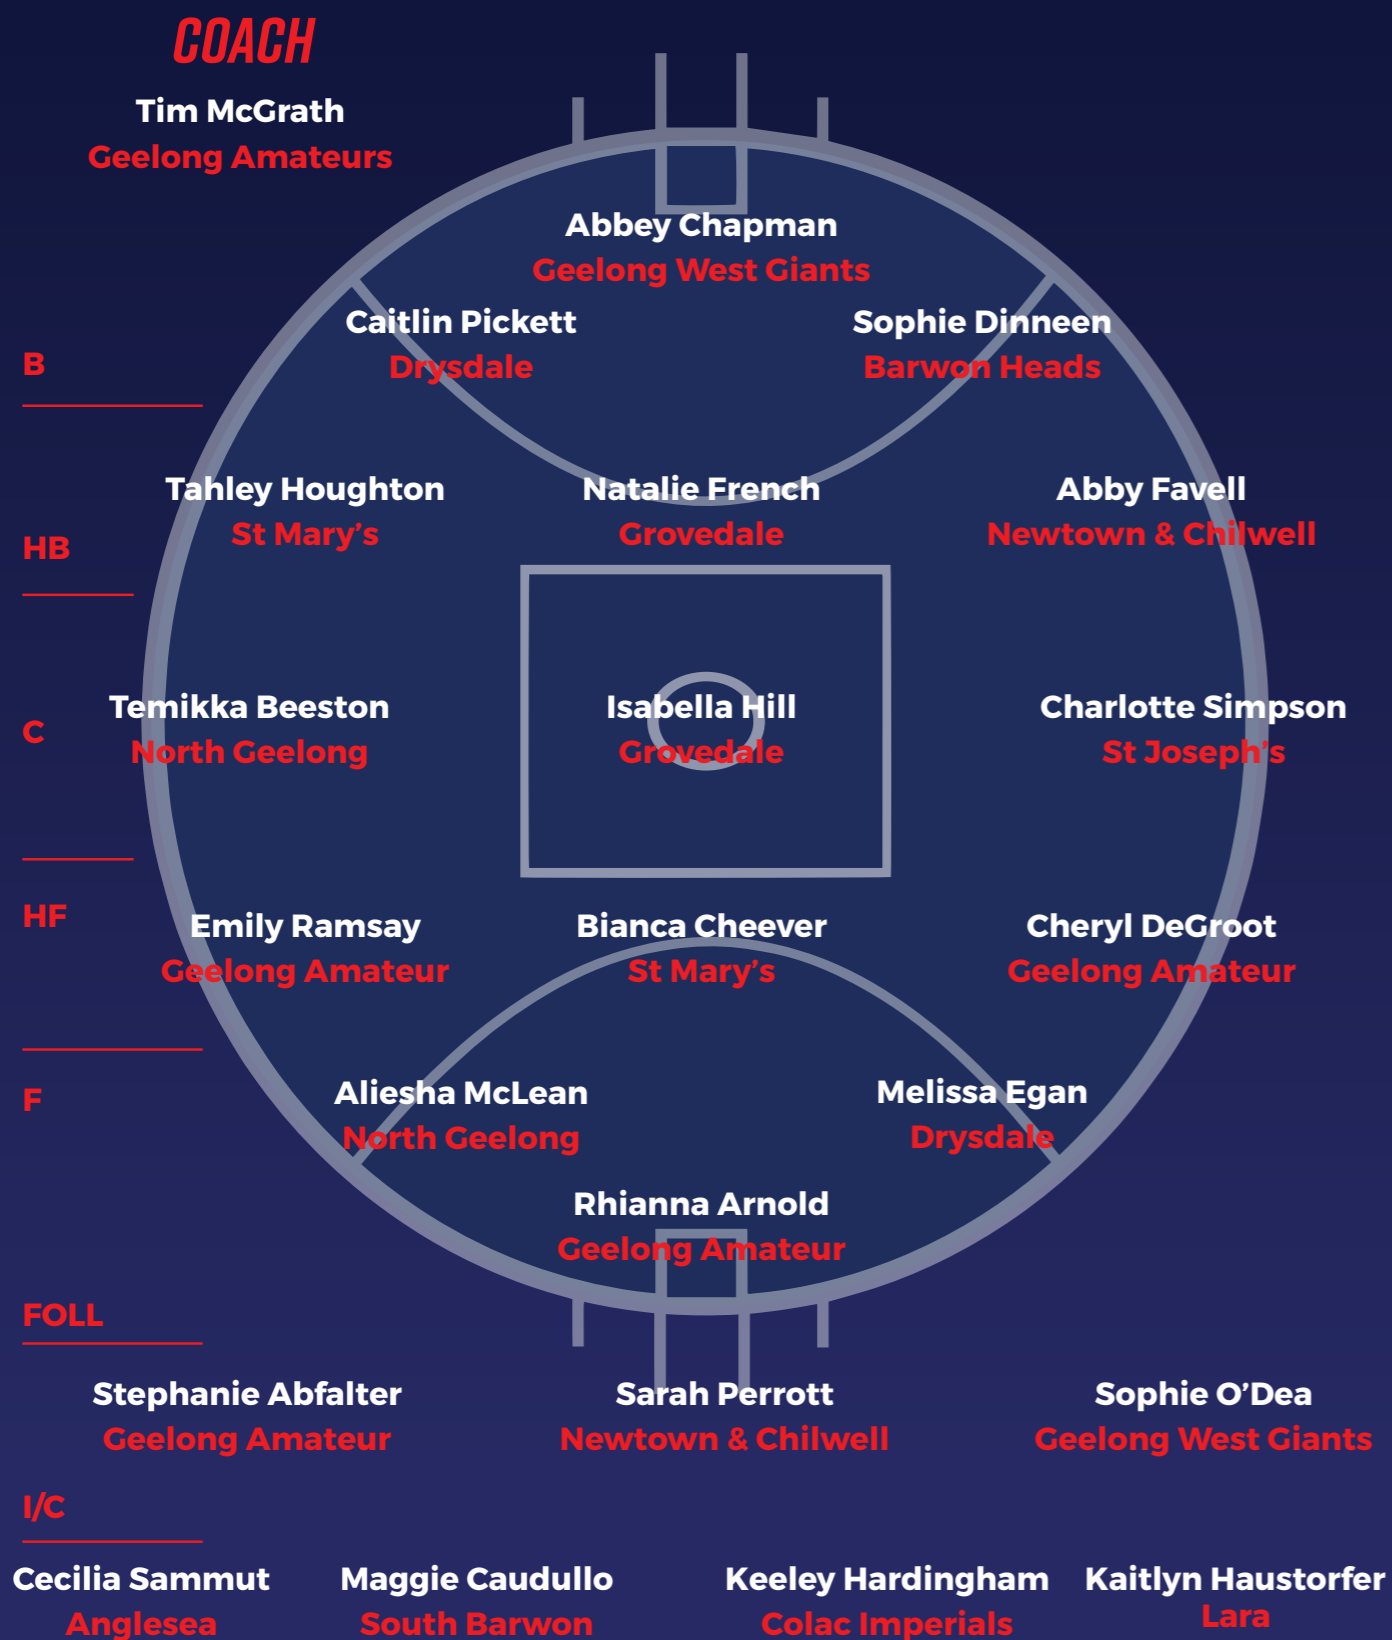 COACH
Tim McGrath
Geelong Amateurs
Abbey Chapman
Geelong West Giants
Caitlin Pickett
Sophie Dinneen
B
Drysdale
Barwon Heads
Tahley Houghton
Natalie French
Abby Favell
HB
St Mary’s
Grovedale
Newtown & Chilwell
Temikka Beeston
Isabella Hill
Charlotte Simpson
C
North Geelong
Grovedale
St Joseph’s
HF
Emily Ramsay
Bianca Cheever
Cheryl DeGroot
Geelong Amateur
St Mary’s
Geelong Amateur
F
Aliesha McLean
Melissa Egan
North Geelong
Drysdale
Rhianna Arnold
Geelong Amateur
FOLL
Stephanie Abfalter
Sarah Perrott
Sophie O’Dea
Geelong Amateur
Newtown & Chilwell
Geelong West Giants
I/C
Cecilia Sammut
Maggie Caudullo
Keeley Hardingham
Kaitlyn Haustorfer
Anglesea
South Barwon
Colac Imperials
Lara